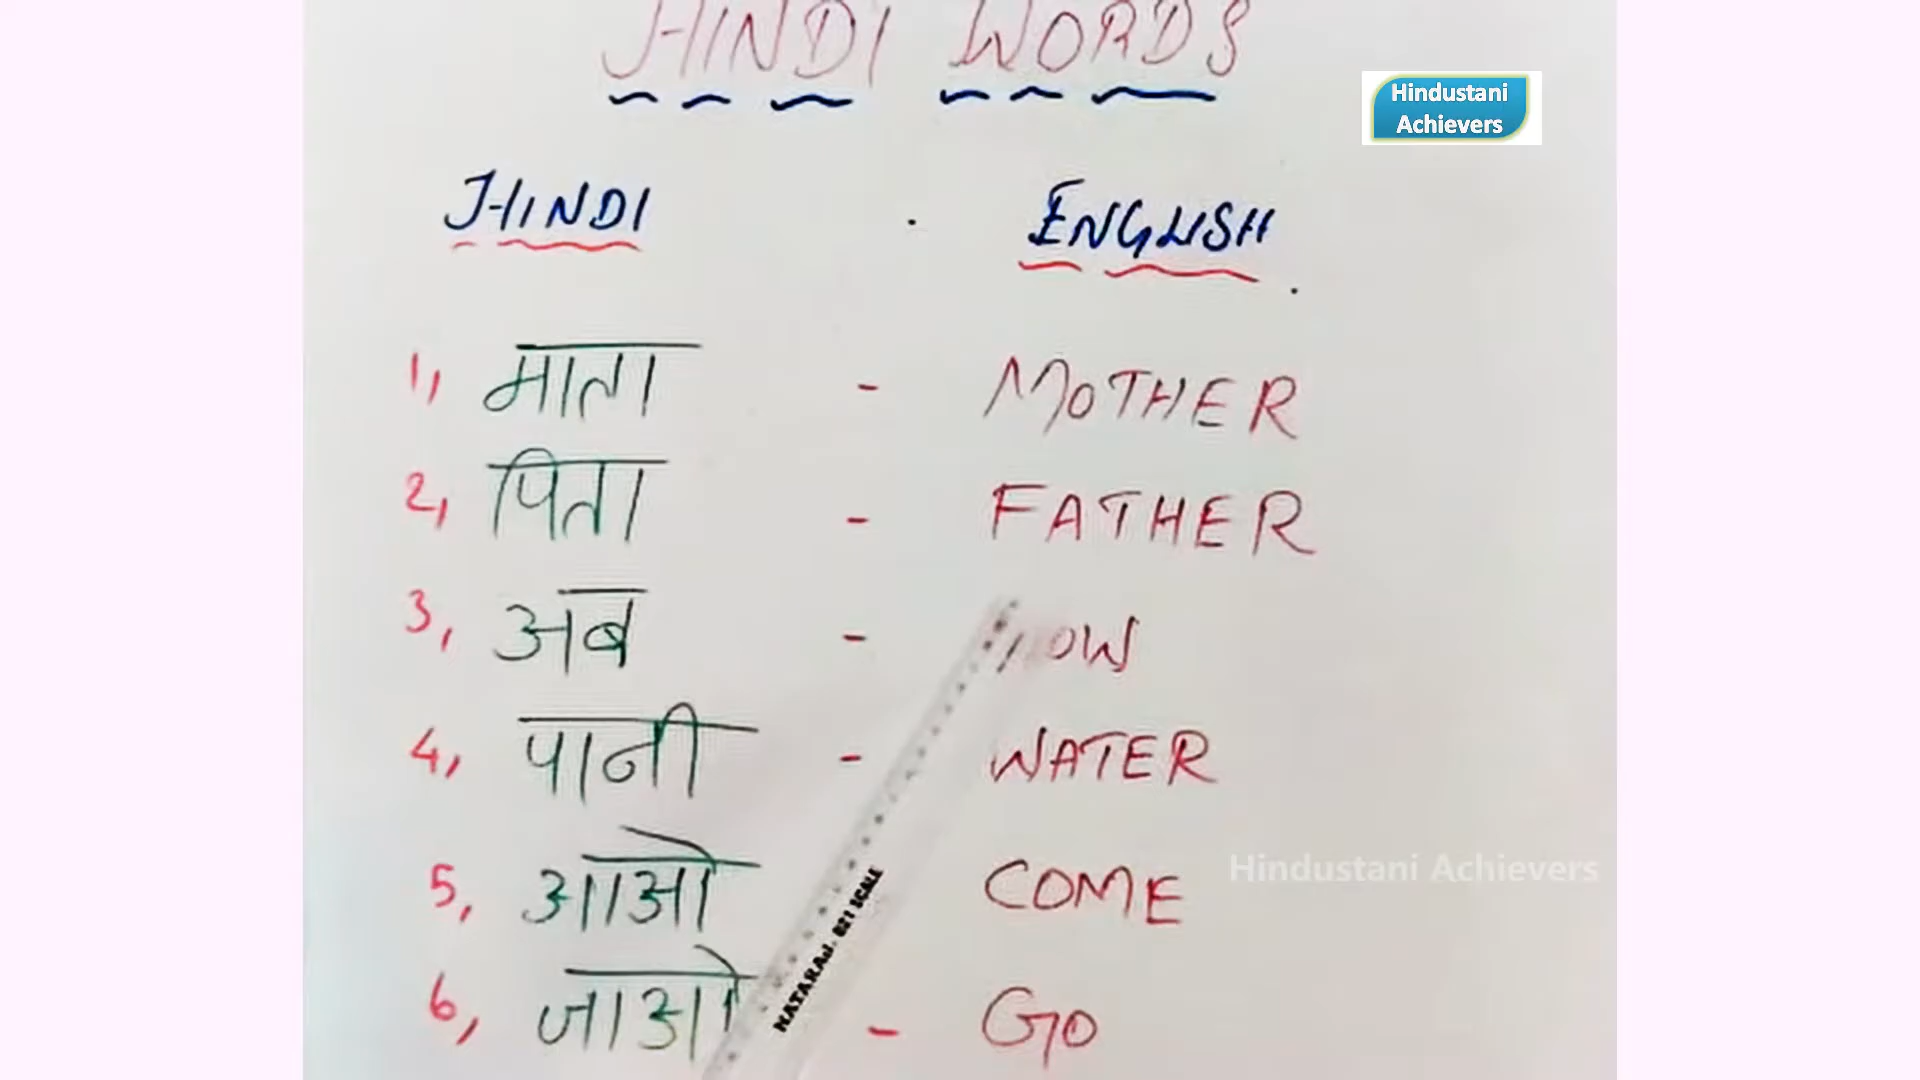 HINDI WORDS
Hindustani
Achievers
HINDI ENGLISH
1, माता - MOTHER
2, पिता - FATHER
3, अब - NOW
4, पानी - WATER
5, आओ COME
Hindustani Achievers
6, जाओ - GO
NATARAJ. 621 SCALE